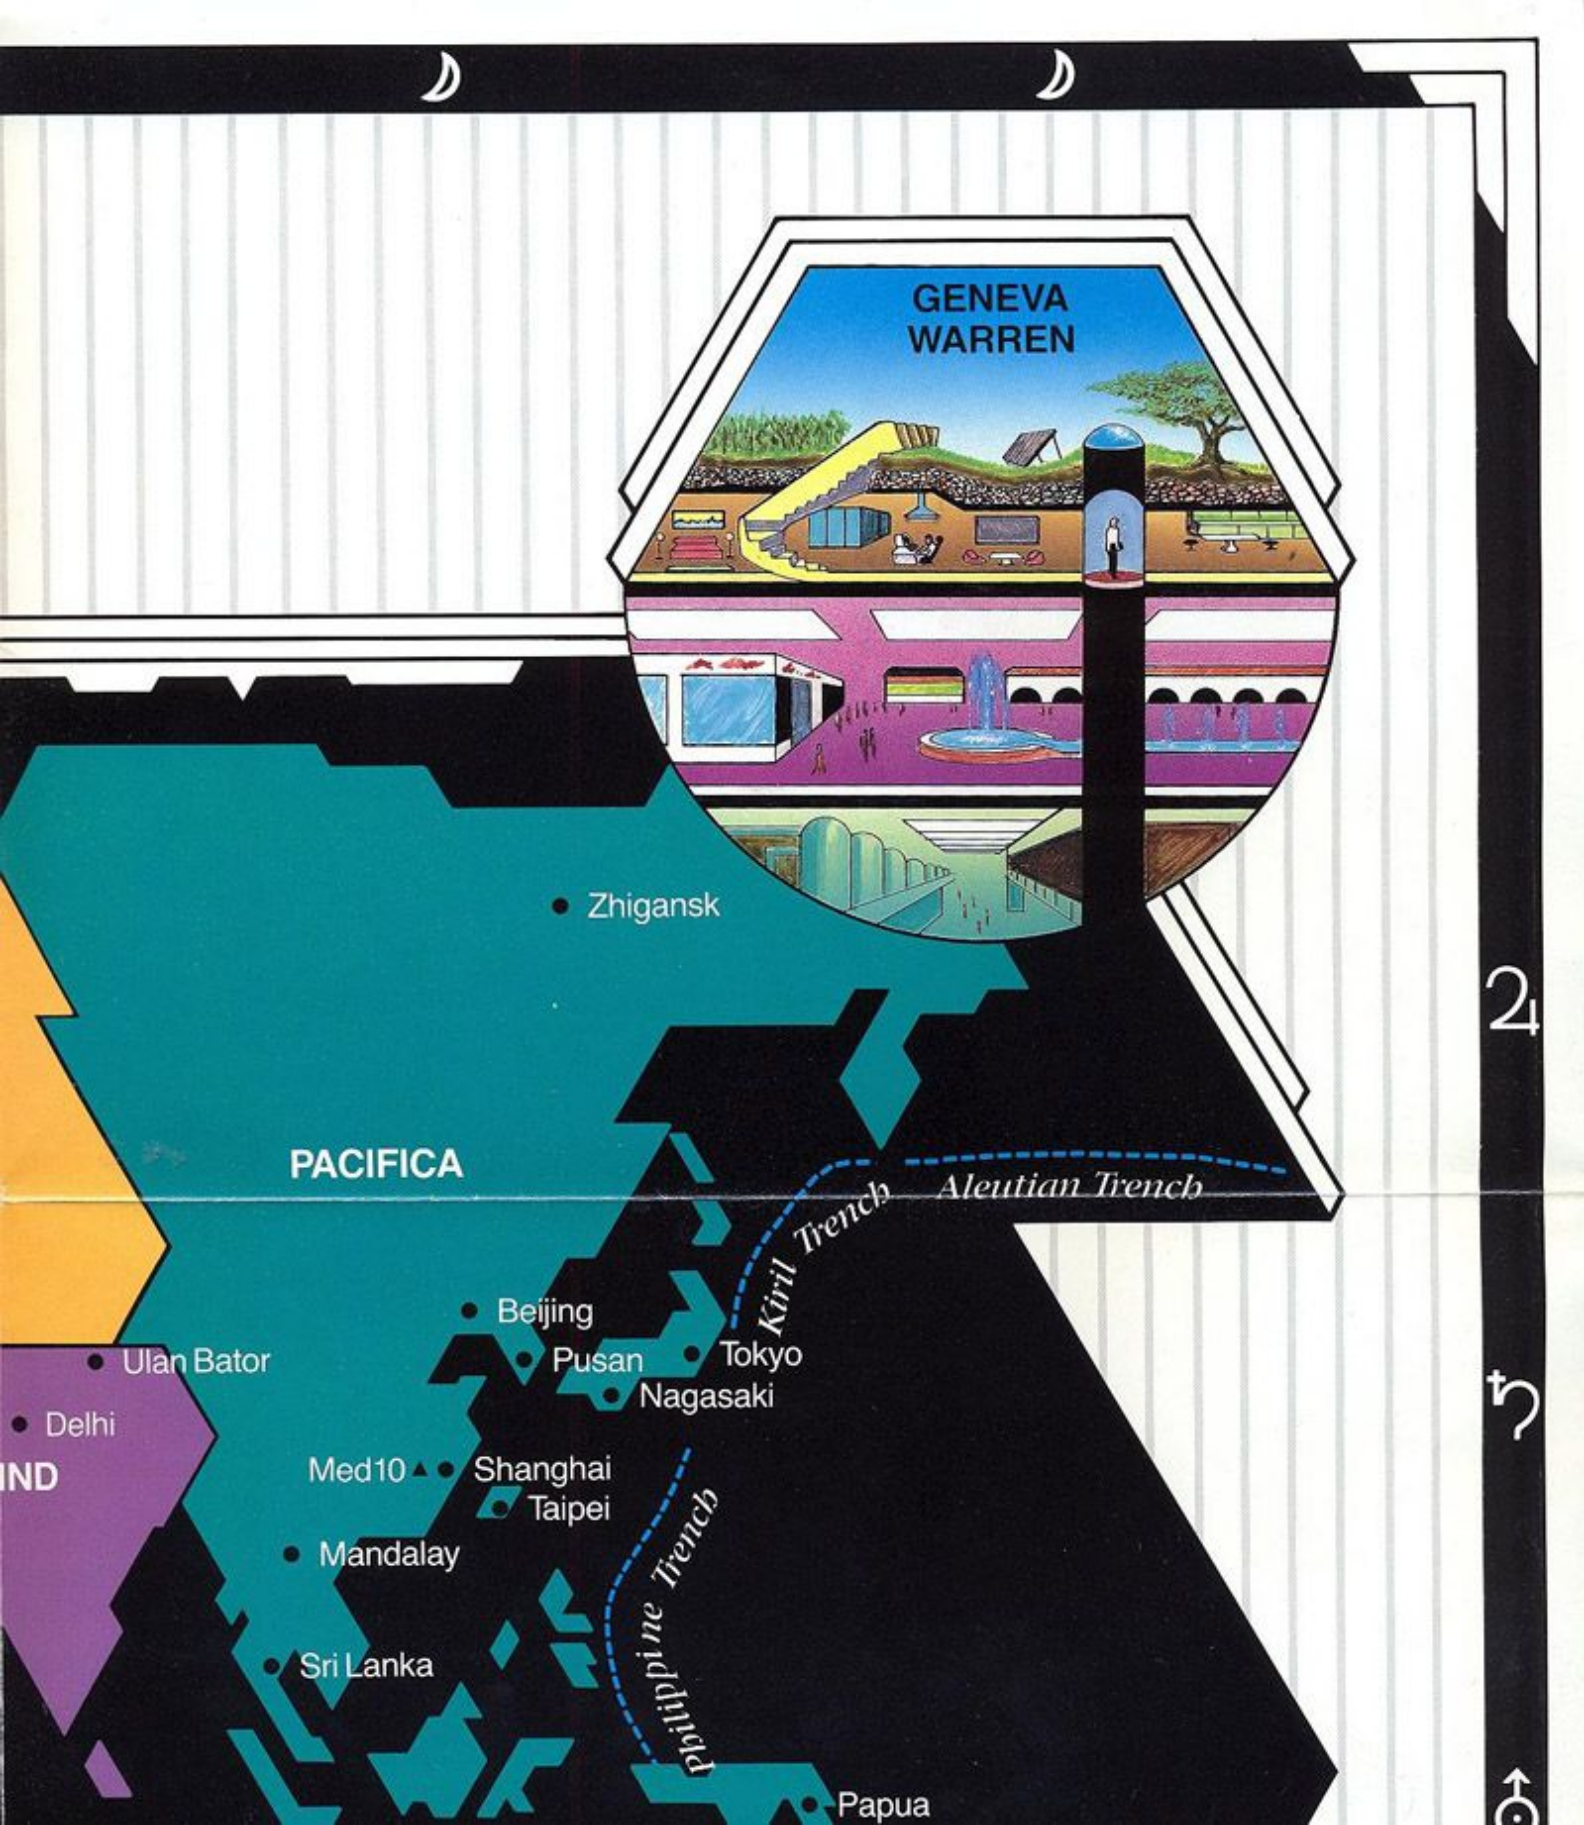 GENEVA
WARREN
Zhigansk
PACIFICA
Aleutian Trench
Kiril Trench
Beijing
Pusan
Tokyo
Nagasaki
Ulan Bator
Delhi
IND
Med10
Shanghai
Taipei
Mandalay
Philippine Trench
Sri Lanka
Papua